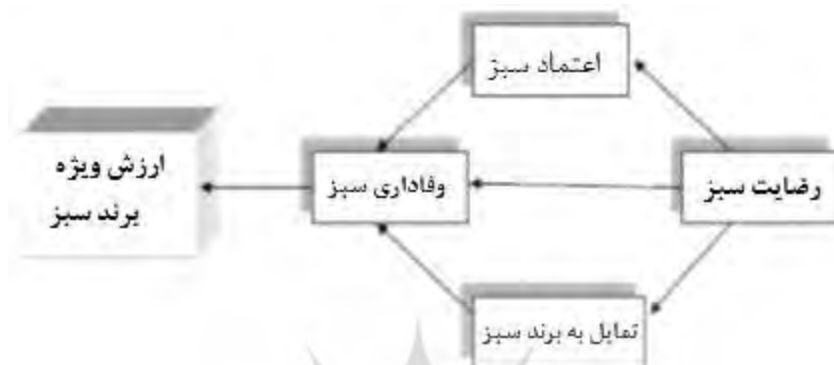 اعتماد سبز
رضایت سبز
وفاداری سبز
ارزش ویژه
برند سبز
تمایل به برند سبز